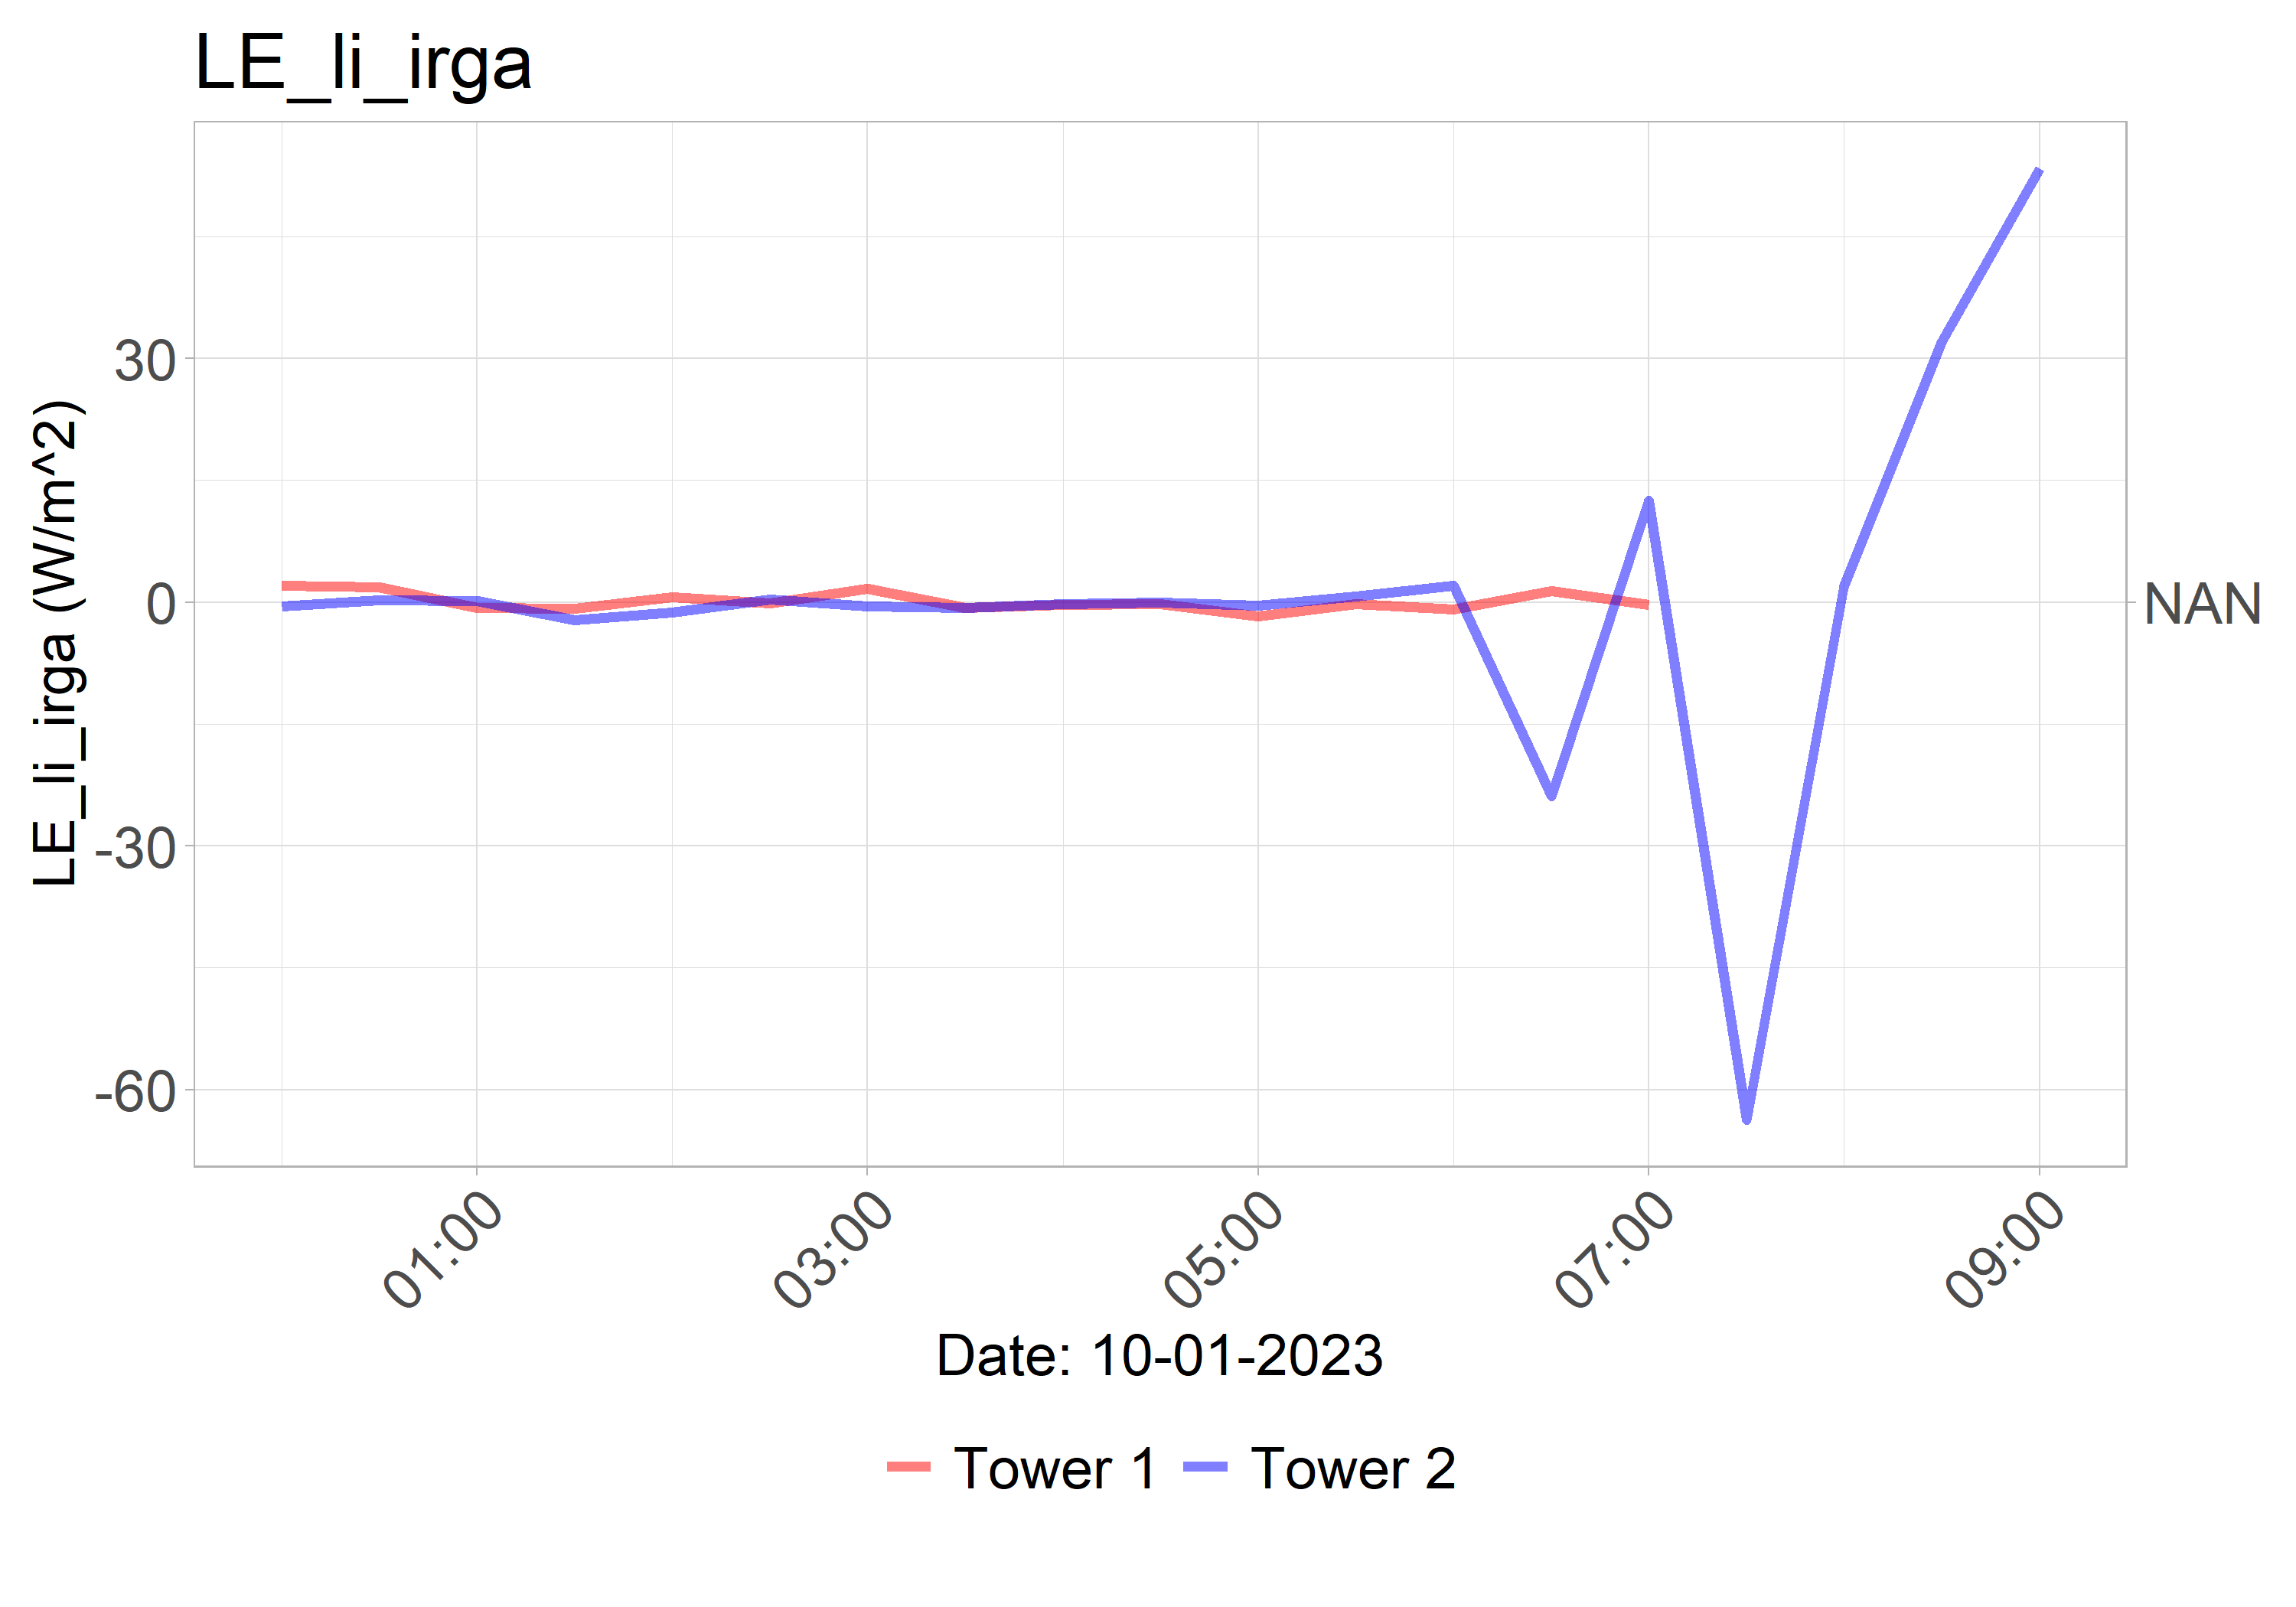 LE_li_irga
LE_li_irga (W/m^2)
30
0
-30
-60
NAN
01:00
03:00
05:00
07:00
09:00
Date: 10-01-2023
Tower 1
Tower 2